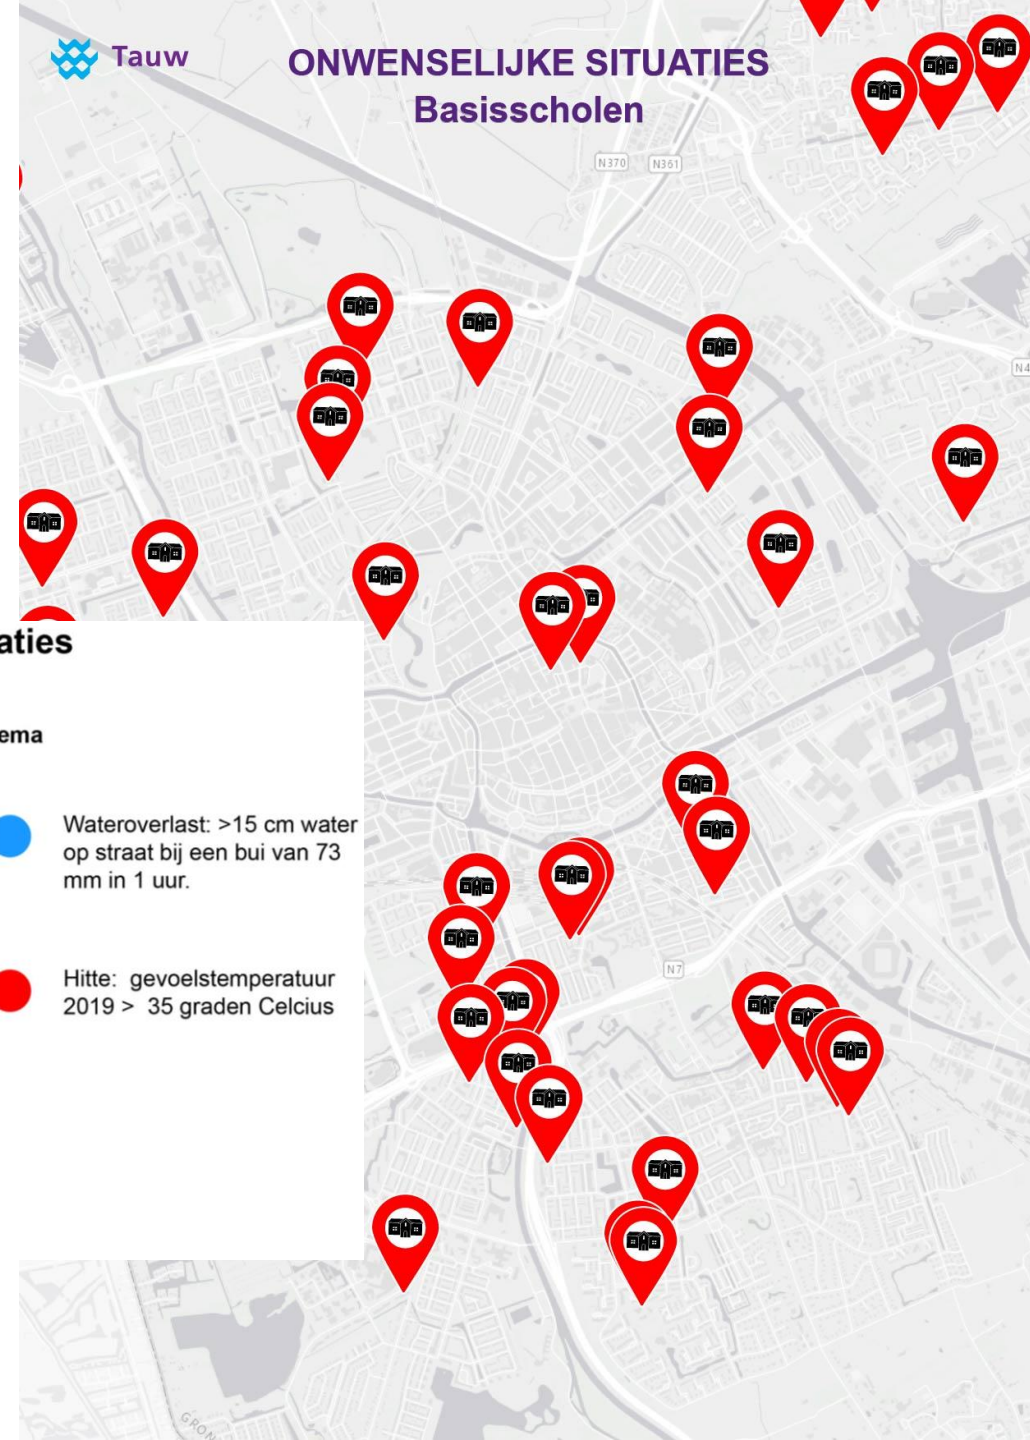 Tauw
ONWENSELIJKE SITUATIES
Basisscholen
N370
N361
N7
aties
ema
Wateroverlast: >15 cm water
op straat bij een bui van 73
mm in 1 uur.
Hitte: gevoelstemperatuur
2019 > 35 graden Celcius